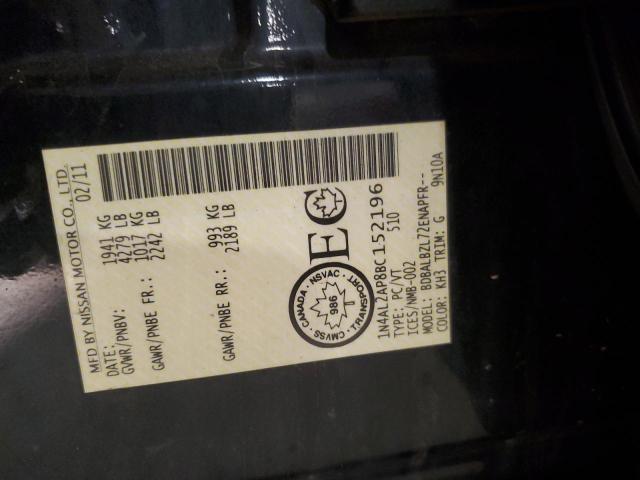 MFD BY NISSAN MOTOR CO., LTD.
DATE: 02/11
GVWR/PNBV: 1941 KG
4279 LB
GAWR/PNBE FR.: 1017 KG
2242 LB
GAWR/PNBE RR.: 993 KG
2189 LB
CANADA · NSVAC · TRANSPORT · CMVSS ·
986
EC
1N4AL2AP8BC152196
TYPE: PC/VT 510
ICES/NMB-002
MODEL: BDBALBZL72ENAPFR--
COLOR: KH3 TRIM: G 9N10A